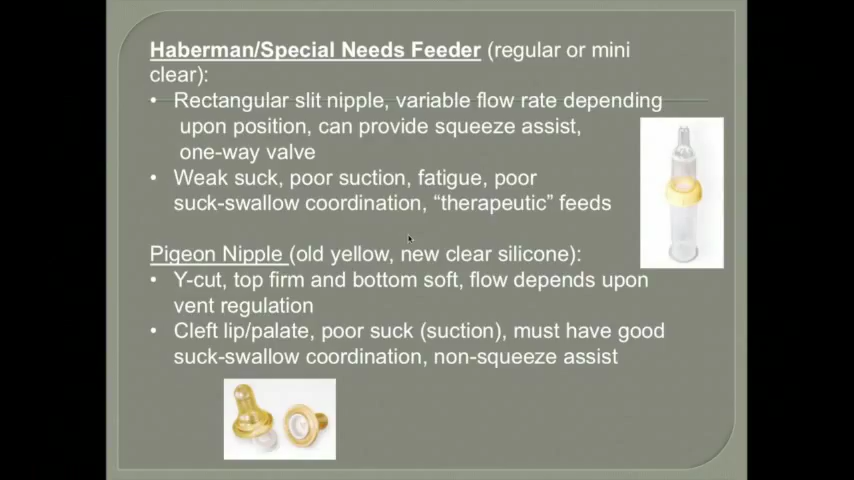 Haberman/Special Needs Feeder (regular or mini
clear):
• Rectangular slit nipple, variable flow rate depending
upon position, can provide squeeze assist,
one-way valve
• Weak suck, poor suction, fatigue, poor
suck-swallow coordination, “therapeutic” feeds
Pigeon Nipple (old yellow, new clear silicone):
• Y-cut, top firm and bottom soft, flow depends upon
vent regulation
• Cleft lip/palate, poor suck (suction), must have good
suck-swallow coordination, non-squeeze assist